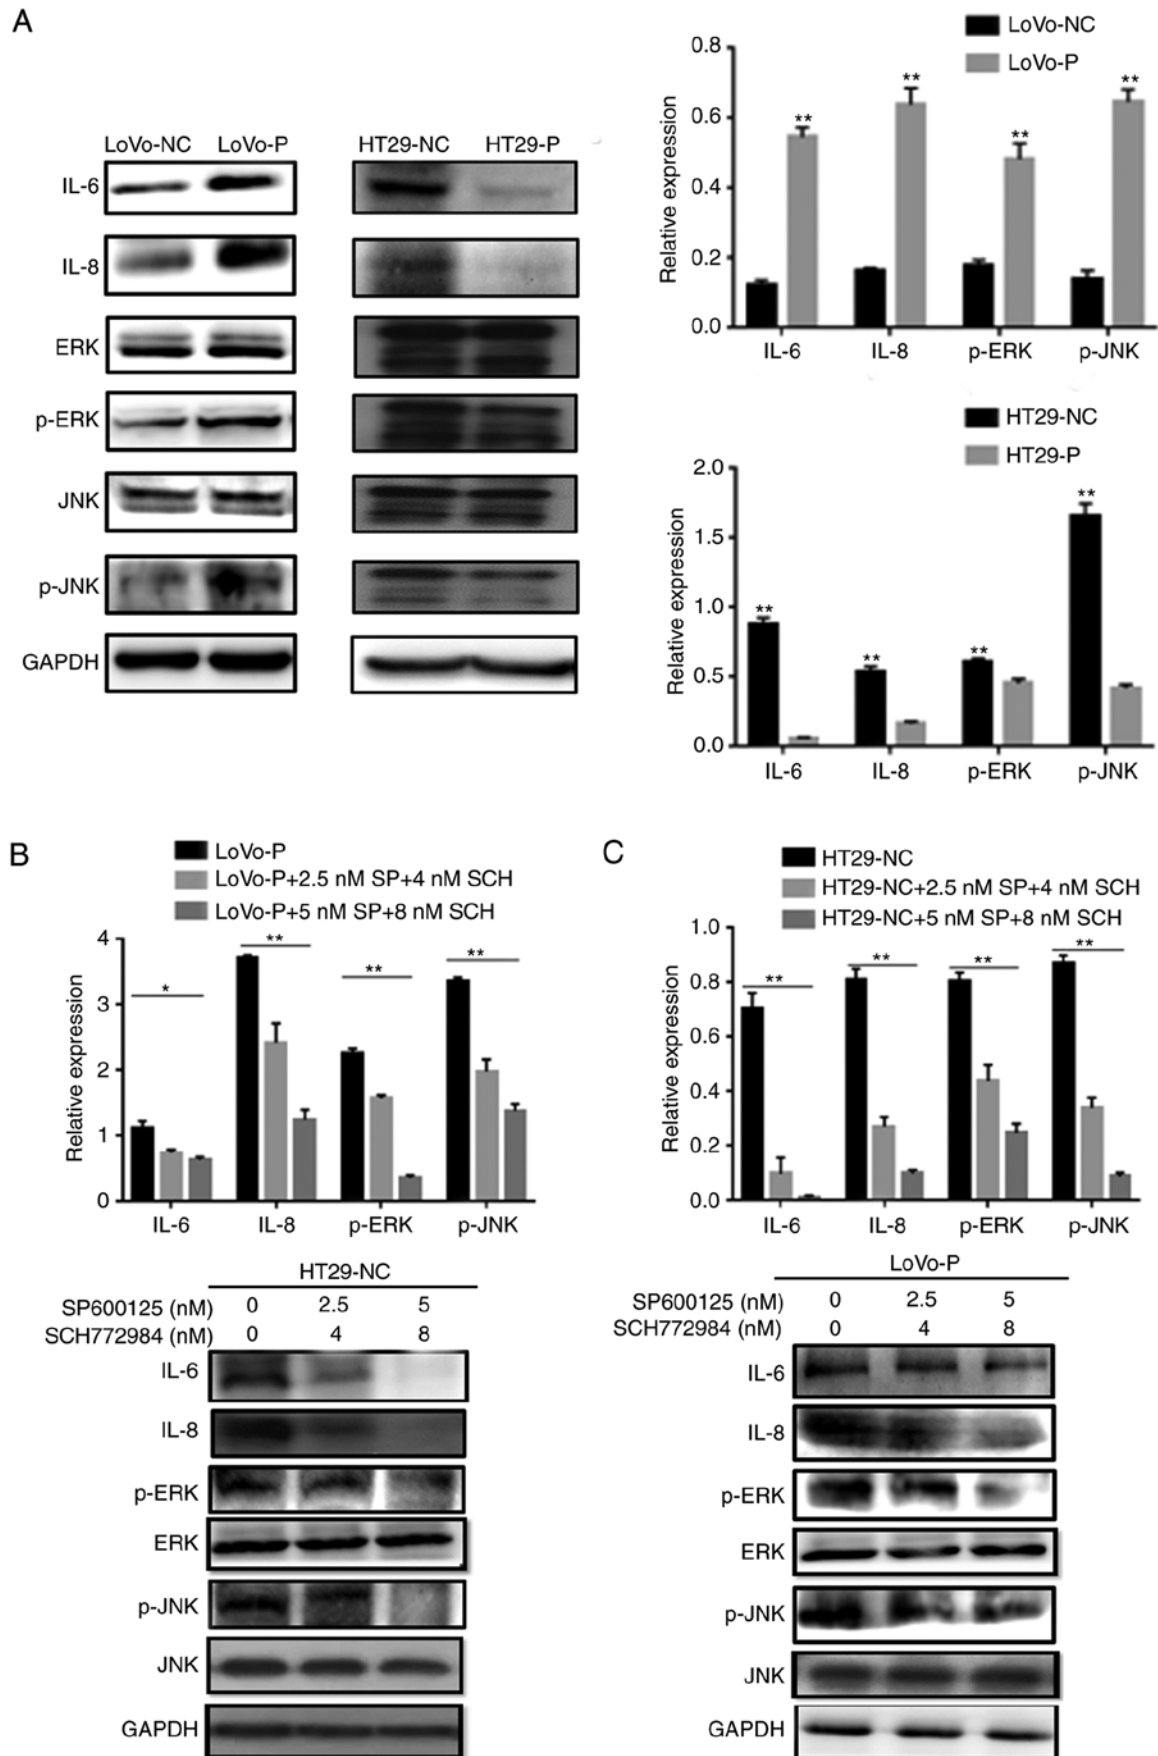 A
LoVo-NC LoVo-P
HT29-NC HT29-P
IL-6
IL-8
ERK
p-ERK
JNK
p-JNK
GAPDH
LoVo-NC
LoVo-P
Relative expression
0.8
0.6
0.4
0.2
0.0
** ** ** **
IL-6 IL-8 p-ERK p-JNK
HT29-NC
HT29-P
Relative expression
2.0
1.5
1.0
0.5
0.0
** ** ** **
IL-6 IL-8 p-ERK p-JNK
B
LoVo-P
LoVo-P+2.5 nM SP+4 nM SCH
LoVo-P+5 nM SP+8 nM SCH
Relative expression
4
3
2
1
0
* ** ** **
IL-6 IL-8 p-ERK p-JNK
HT29-NC
SP600125 (nM) 0 2.5 5
SCH772984 (nM) 0 4 8
IL-6
IL-8
p-ERK
ERK
p-JNK
JNK
GAPDH
C
HT29-NC
HT29-NC+2.5 nM SP+4 nM SCH
HT29-NC+5 nM SP+8 nM SCH
Relative expression
1.0
0.8
0.6
0.4
0.2
0.0
** ** ** **
IL-6 IL-8 p-ERK p-JNK
LoVo-P
SP600125 (nM) 0 2.5 5
SCH772984 (nM) 0 4 8
IL-6
IL-8
p-ERK
ERK
p-JNK
JNK
GAPDH